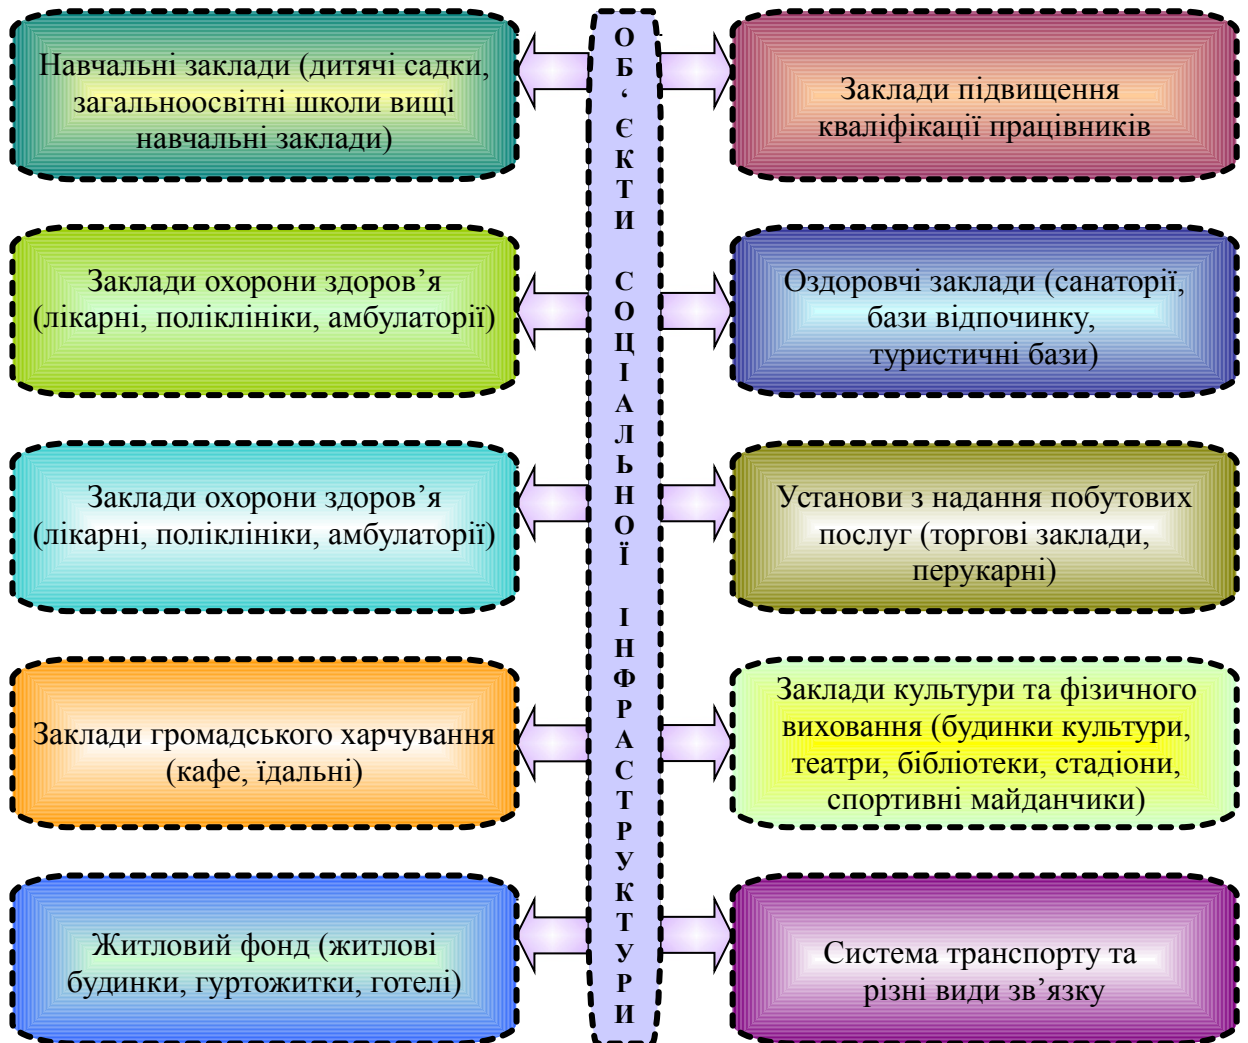 Навчальні заклади (дитячі садки,
загальноосвітні школи вищі
навчальні заклади)
Заклади охорони здоров’я
(лікарні, поліклініки, амбулаторії)
Заклади охорони здоров’я
(лікарні, поліклініки, амбулаторії)
Заклади громадського харчування
(кафе, їдальні)
Житловий фонд (житлові
будинки, гуртожитки, готелі)
ОБ‘ЄКТИ СОЦІАЛЬНОЇ ІНФРАСТРУКТУРИ
Заклади підвищення
кваліфікації працівників
Оздоровчі заклади (санаторії,
бази відпочинку,
туристичні бази)
Установи з надання побутових
послуг (торгові заклади,
перукарні)
Заклади культури та фізичного
виховання (будинки культури,
театри, бібліотеки, стадіони,
спортивні майданчики)
Система транспорту та
різні види зв’язку